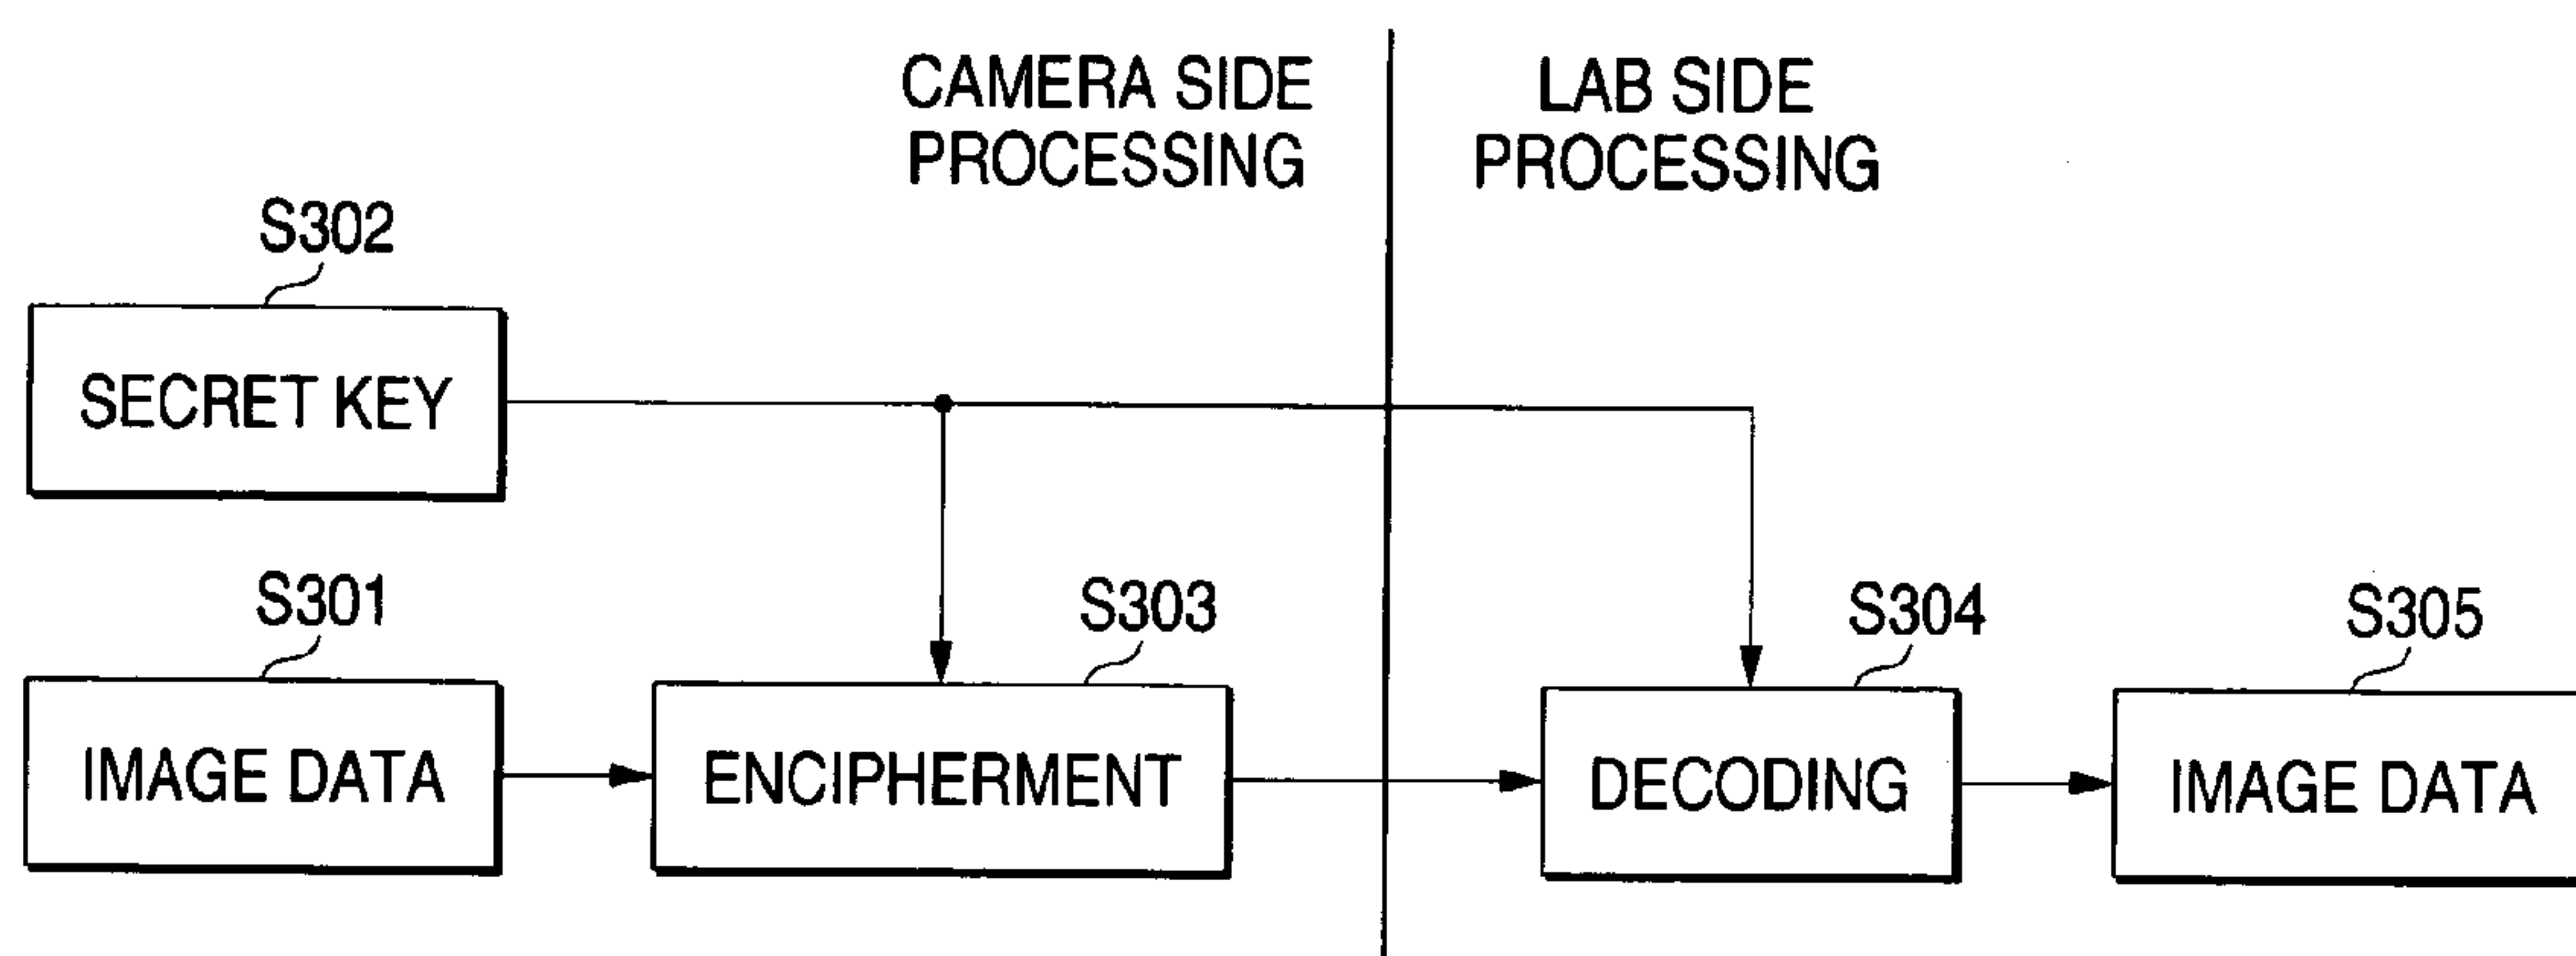 CAMERA SIDE
PROCESSING
LAB SIDE
PROCESSING
S302
SECRET KEY
S301
S303
S304
S305
IMAGE DATA
ENCIPHERMENT
DECODING
IMAGE DATA